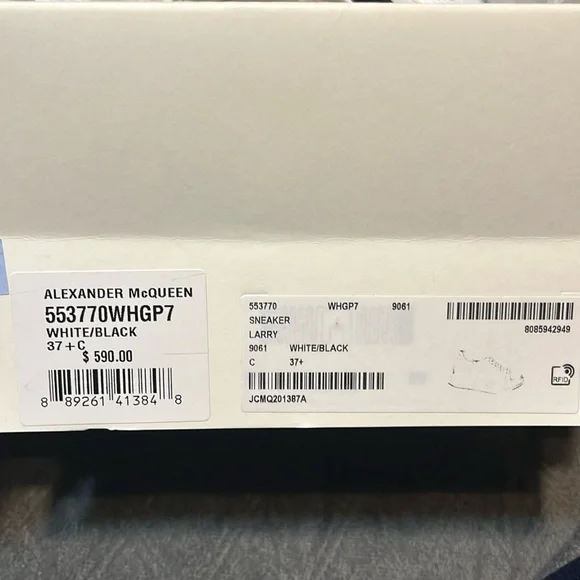 ALEXANDER McQUEEN
553770WHGP7
WHITE/BLACK
37+C
$ 590.00
8 89261 41384 8
553770 WHGP7 9061
SNEAKER
LARRY
9061 WHITE/BLACK
C 37+
JCMQ201387A
8085942949
RFID